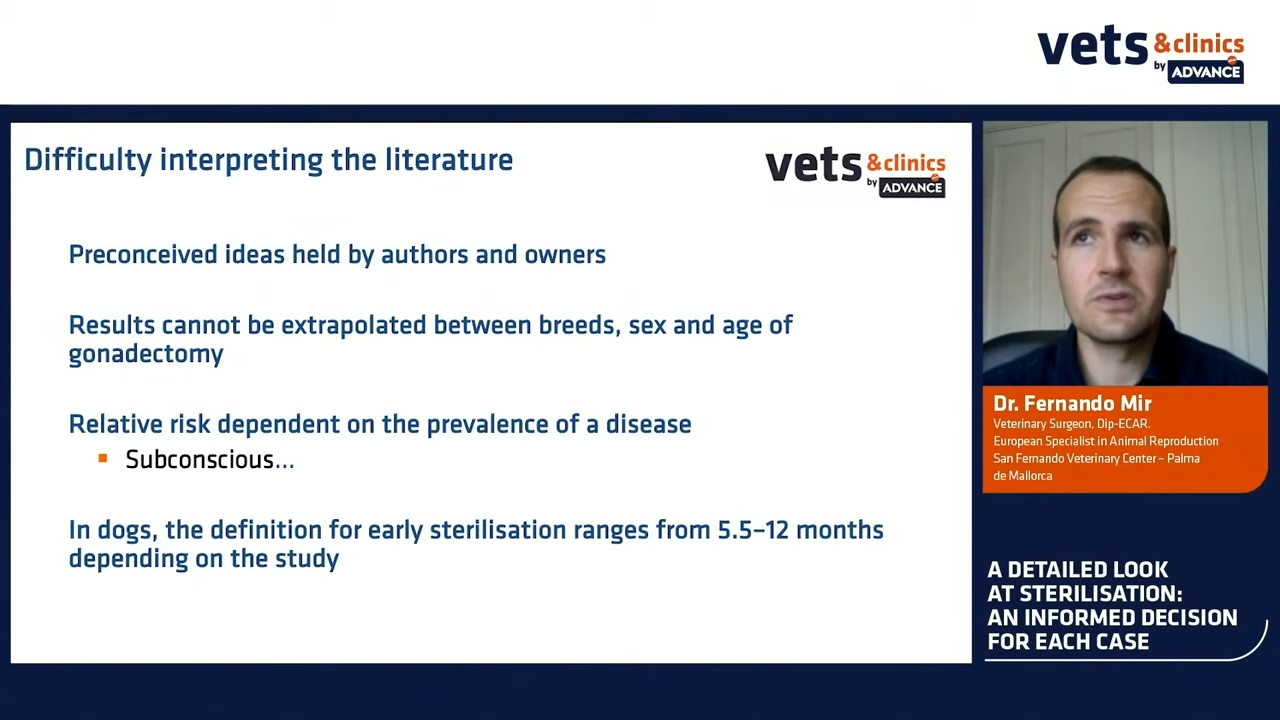 vets &clinics
by ADVANCE
Difficulty interpreting the literature
vets &clinics
by ADVANCE
Preconceived ideas held by authors and owners
Results cannot be extrapolated between breeds, sex and age of
gonadectomy
Relative risk dependent on the prevalence of a disease
Subconscious...
In dogs, the definition for early sterilisation ranges from 5.5–12 months
depending on the study
Dr. Fernando Mir
Veterinary Surgeon, Dip-ECAR.
European Specialist in Animal Reproduction
San Fernando Veterinary Center – Palma
de Mallorca
A DETAILED LOOK
AT STERILISATION:
AN INFORMED DECISION
FOR EACH CASE